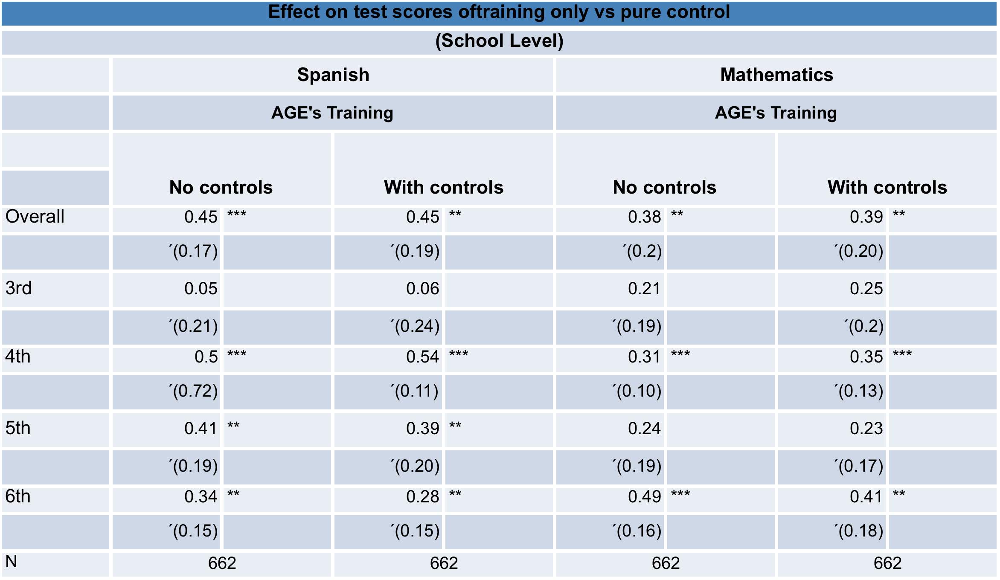 Effect on test scores oftraining only vs pure control
(School Level)
Spanish Mathematics
AGE's Training AGE's Training
No controls With controls No controls With controls
Overall 0.45 *** 0.45 ** 0.38 ** 0.39 **
´(0.17) ´(0.19) ´(0.2) ´(0.20)
3rd 0.05 0.06 0.21 0.25
´(0.21) ´(0.24) ´(0.19) ´(0.2)
4th 0.5 *** 0.54 *** 0.31 *** 0.35 ***
´(0.72) ´(0.11) ´(0.10) ´(0.13)
5th 0.41 ** 0.39 ** 0.24 0.23
´(0.19) ´(0.20) ´(0.19) ´(0.17)
6th 0.34 ** 0.28 ** 0.49 *** 0.41 **
´(0.15) ´(0.15) ´(0.16) ´(0.18)
N 662 662 662 662